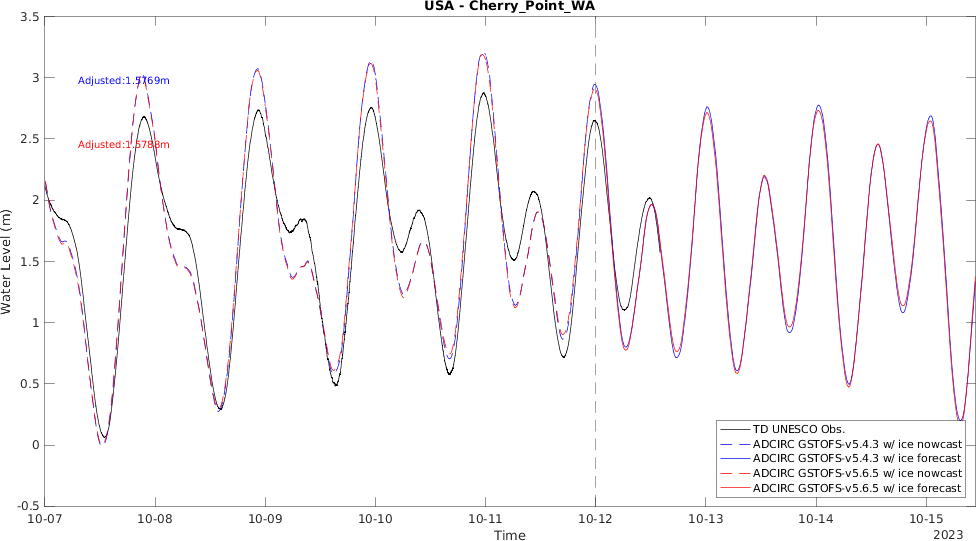 USA - Cherry_Point_WA
3.5
3
2.5
2
1.5
1
0.5
0
-0.5
Water Level (m)
Adjusted:1.5769m
Adjusted:1.5788m
10-07
10-08
10-09
10-10
10-11
10-12
10-13
10-14
10-15
Time
2023
TD UNESCO Obs.
ADCIRC GSTOFS-v5.4.3 w/ ice nowcast
ADCIRC GSTOFS-v5.4.3 w/ ice forecast
ADCIRC GSTOFS-v5.6.5 w/ ice nowcast
ADCIRC GSTOFS-v5.6.5 w/ ice forecast